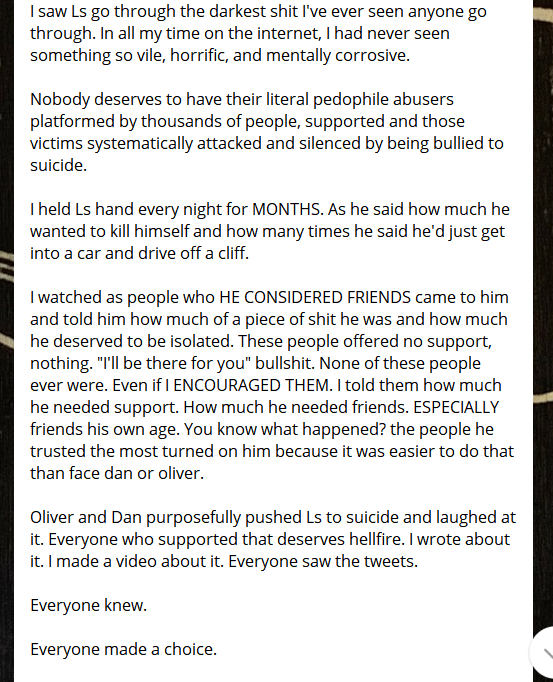 I saw Ls go through the darkest shit I've ever seen anyone go
through. In all my time on the internet, I had never seen
something so vile, horrific, and mentally corrosive.
Nobody deserves to have their literal pedophile abusers
platformed by thousands of people, supported and those
victims systematically attacked and silenced by being bullied to
suicide.
I held Ls hand every night for MONTHS. As he said how much he
wanted to kill himself and how many times he said he'd just get
into a car and drive off a cliff.
I watched as people who HE CONSIDERED FRIENDS came to him
and told him how much of a piece of shit he was and how much
he deserved to be isolated. These people offered no support,
nothing. "I'll be there for you" bullshit. None of these people
ever were. Even if I ENCOURAGED THEM. I told them how much
he needed support. How much he needed friends. ESPECIALLY
friends his own age. You know what happened? the people he
trusted the most turned on him because it was easier to do that
than face dan or oliver.
Oliver and Dan purposefully pushed Ls to suicide and laughed at
it. Everyone who supported that deserves hellfire. I wrote about
it. I made a video about it. Everyone saw the tweets.
Everyone knew.
Everyone made a choice.